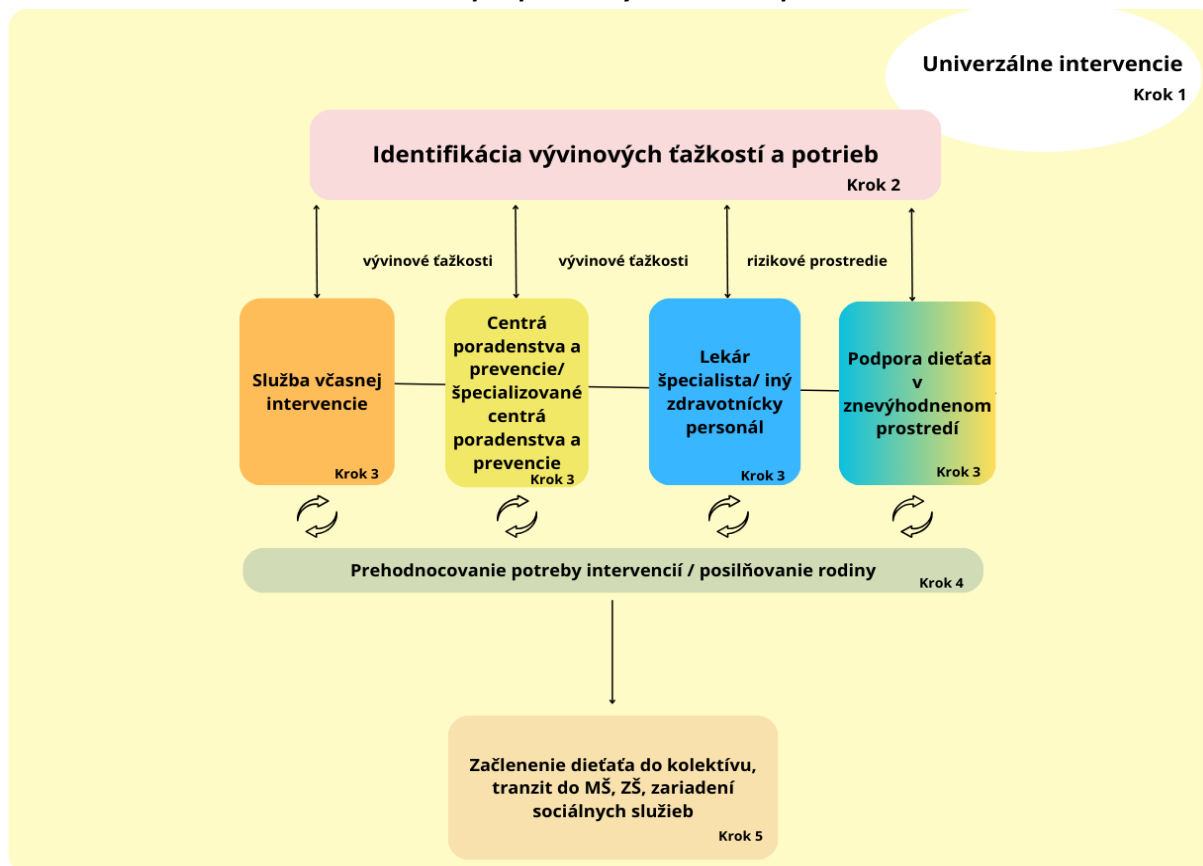 Univerzálne intervencie
Krok 1
Identifikácia vývinových ťažkostí a potrieb
Krok 2
vývinové ťažkosti
vývinové ťažkosti
rizikové prostredie
Služba včasnej
intervencie
Krok 3
Centrá
poradenstva a
prevencie/
špecializované
centrá
poradenstva a
prevencie
Krok 3
Lekár
špecialista/ iný
zdravotnícky
personál
Krok 3
Podpora dieťaťa
v
znevýhodnenom
prostredí
Krok 3
Prehodnocovanie potreby intervencií / posilňovanie rodiny
Krok 4
Začlenenie dieťaťa do kolektívu,
tranzit do MŠ, ZŠ, zariadení
sociálnych služieb
Krok 5